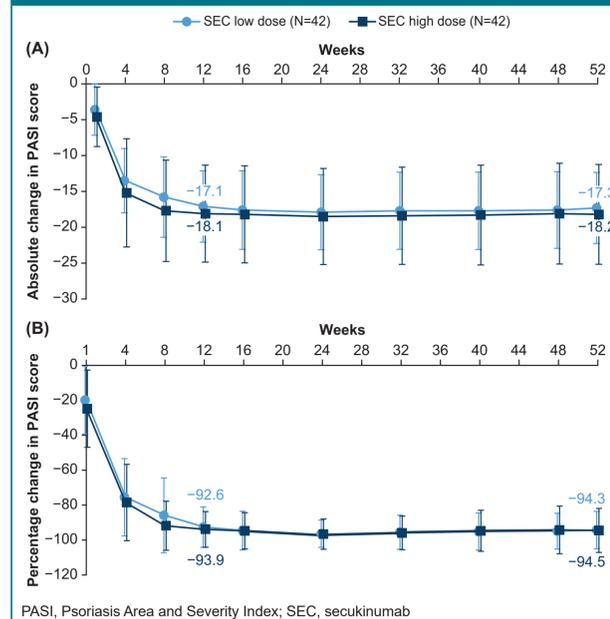 SEC low dose (N=42) SEC high dose (N=42)
(A)
Weeks
0 4 8 12 16 20 24 28 32 36 40 44 48 52
Absolute change in PASI score
0
−5
−10
−15
−20
−25
−30
−17.1
−18.1
−17.3
−18.2
(B)
Weeks
1 4 8 12 16 20 24 28 32 36 40 44 48 52
Percentage change in PASI score
0
−20
−40
−60
−80
−100
−120
−92.6
−93.9
−94.3
−94.5
PASI, Psoriasis Area and Severity Index; SEC, secukinumab